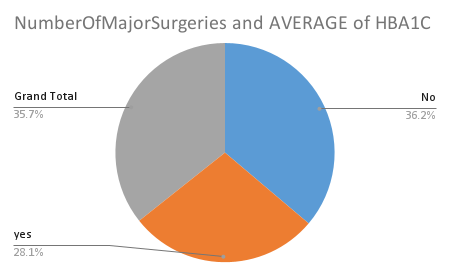 NumberOfMajorSurgeries and AVERAGE of HBA1C
Grand Total
35.7%
No
36.2%
yes
28.1%